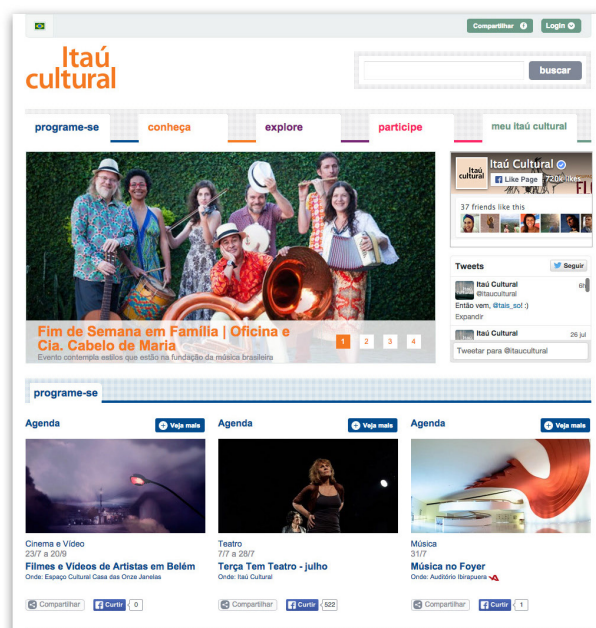 Compartilhar
Login
Itaú
cultural
buscar
programe-se
conheça
explore
participe
meu itaú cultural
Itaú
cultural
Itaú Cultural
Like Page
720k likes
37 friends like this
Fim de Semana em Família | Oficina e
Cia. Cabelo de Maria
Evento contempla estilos que estão na fundação da música brasileira
1 2 3 4
Tweets
Seguir
Itaú Cultural
6h
@itaucultural
Então vem, @tais_sol :)
Expandir
Itaú Cultural
26 jul
Tweetar para @itaucultural
programe-se
Agenda
Veja mais
Cinema e Vídeo
23/7 a 20/9
Filmes e Vídeos de Artistas em Belém
Onde: Espaço Cultural Casa das Onze Janelas
Compartilhar
Curtir
0
Agenda
Veja mais
Teatro
7/7 a 28/7
Terça Tem Teatro - julho
Onde: Itaú Cultural
Compartilhar
Curtir
522
Agenda
Veja mais
Música
31/7
Música no Foyer
Onde: Auditório Ibirapuera
Compartilhar
Curtir
1